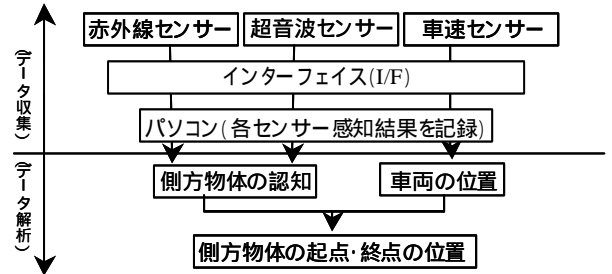 赤外線センサー
超音波センサー
車速センサー
インターフェイス(I/F)
パソコン(各センサー感知結果を記録)
(データ収集)
側方物体の認知
車両の位置
側方物体の起点･終点の位置
(データ解析)